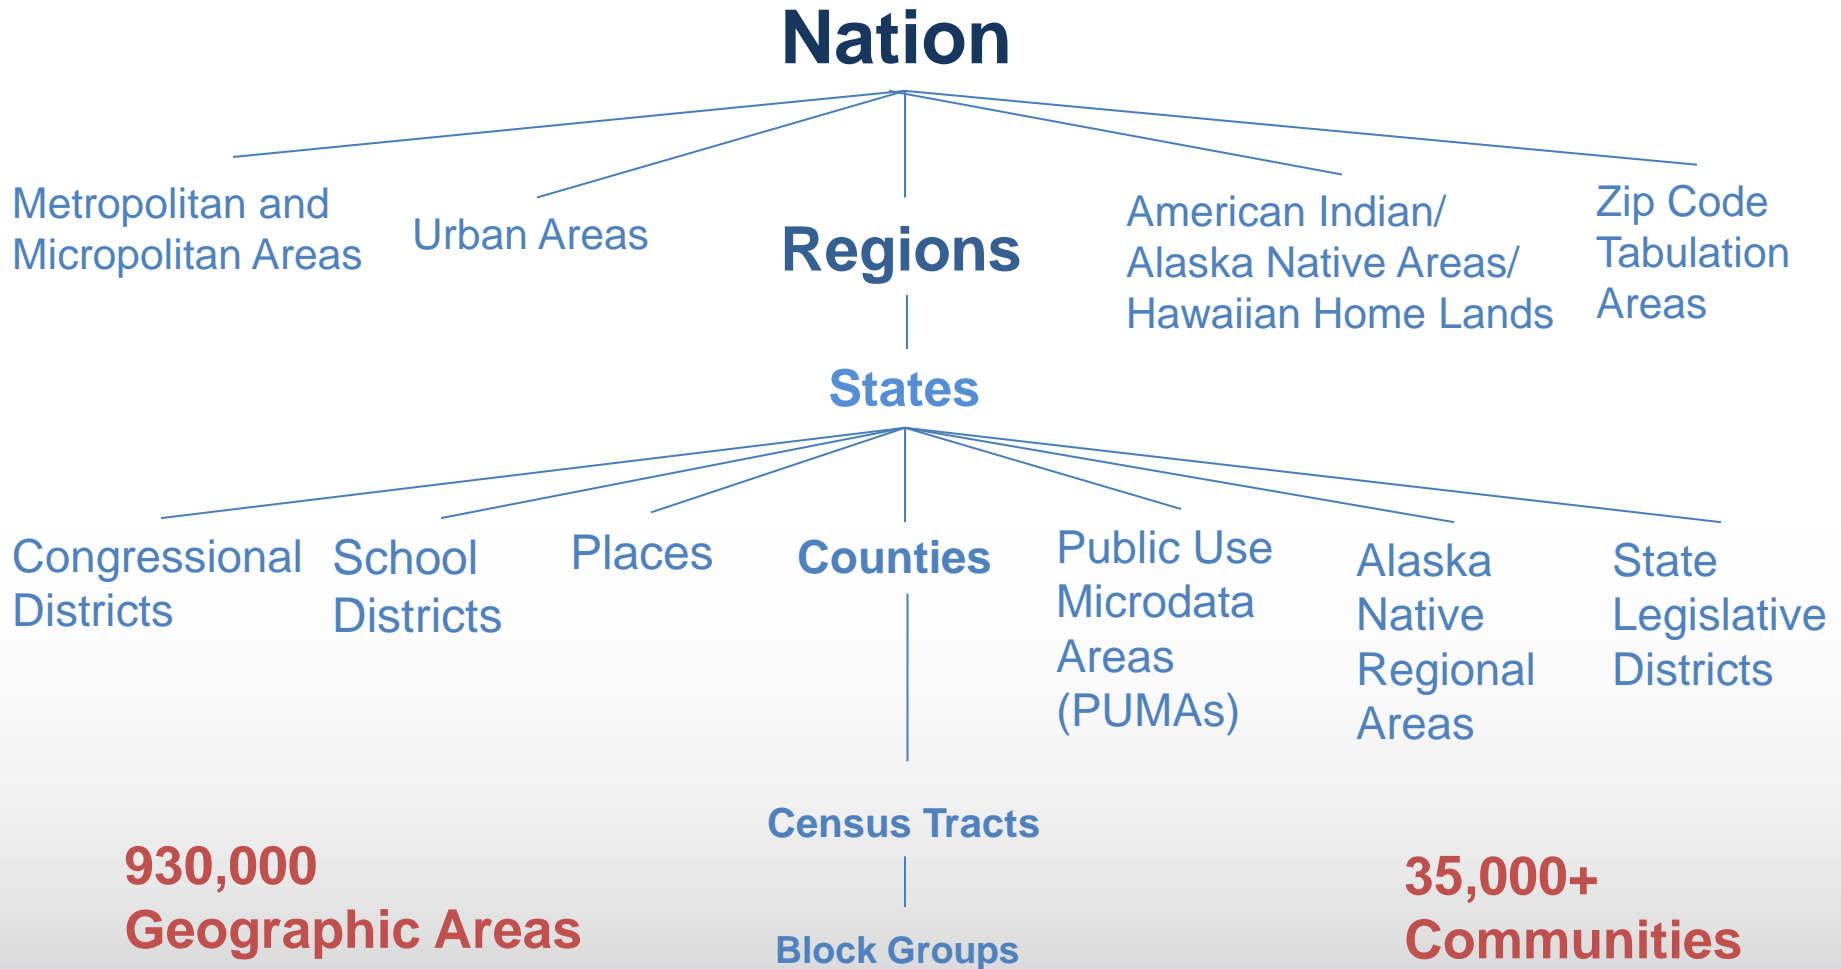 Nation
Metropolitan and
Micropolitan Areas
Urban Areas
Regions
American Indian/
Alaska Native Areas/
Hawaiian Home Lands
Zip Code
Tabulation
Areas
States
Congressional
Districts
School
Districts
Places
Counties
Public Use
Microdata
Areas
(PUMAs)
Alaska
Native
Regional
Areas
State
Legislative
Districts
Census Tracts
930,000
Geographic Areas
Block Groups
35,000+
Communities